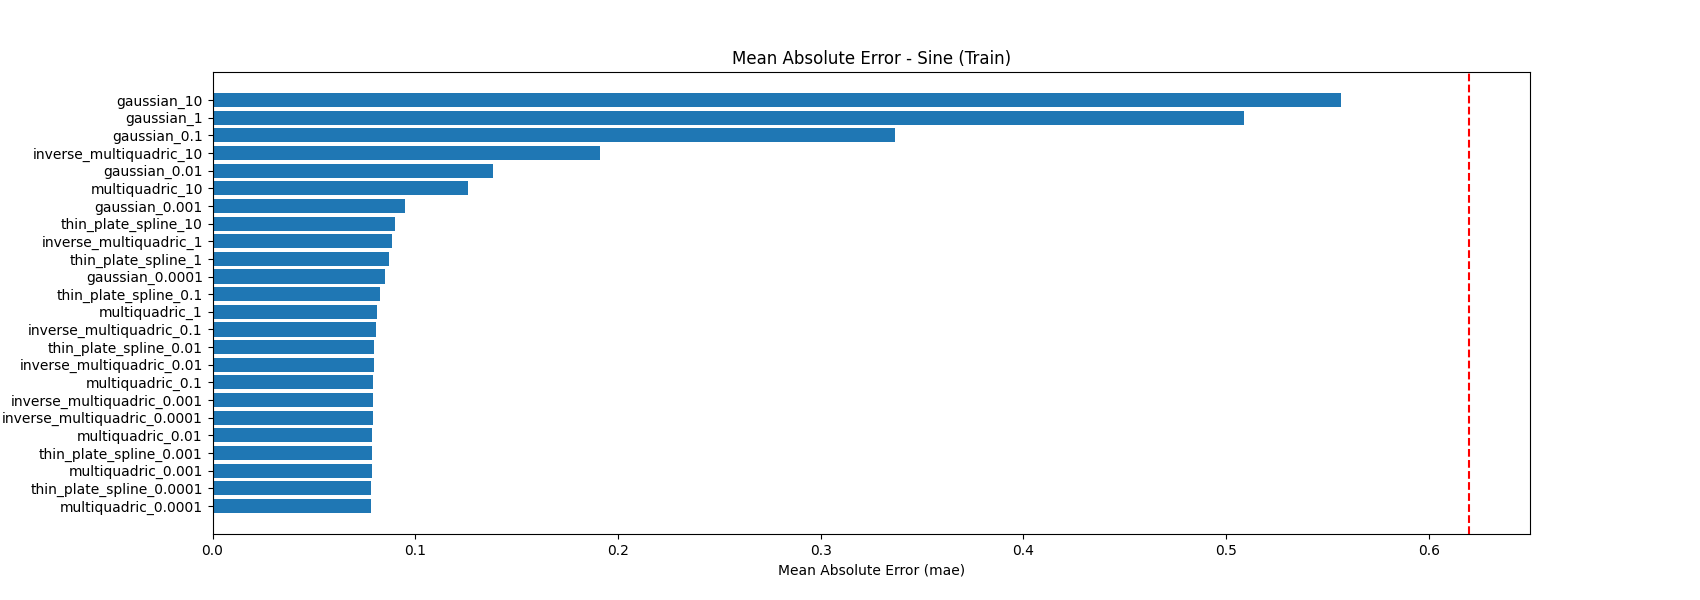 Mean Absolute Error - Sine (Train)
gaussian_10
gaussian_1
gaussian_0.1
inverse_multiquadric_10
gaussian_0.01
multiquadric_10
gaussian_0.001
thin_plate_spline_10
inverse_multiquadric_1
thin_plate_spline_1
gaussian_0.0001
thin_plate_spline_0.1
multiquadric_1
inverse_multiquadric_0.1
thin_plate_spline_0.01
inverse_multiquadric_0.01
multiquadric_0.1
inverse_multiquadric_0.001
inverse_multiquadric_0.0001
multiquadric_0.01
thin_plate_spline_0.001
multiquadric_0.001
thin_plate_spline_0.0001
multiquadric_0.0001
0.0 0.1 0.2 0.3 0.4 0.5 0.6
Mean Absolute Error (mae)